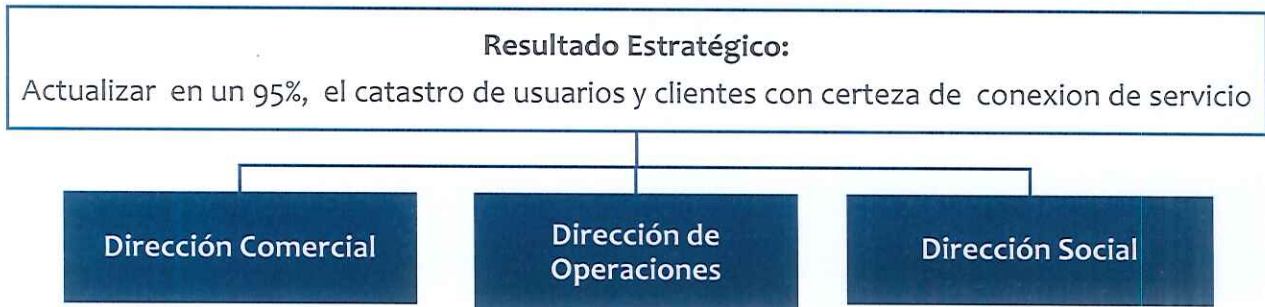 Resultado Estratégico:
Actualizar en un 95%, el catastro de usuarios y clientes con certeza de conexion de servicio
Dirección Comercial
Dirección de
Operaciones
Dirección Social